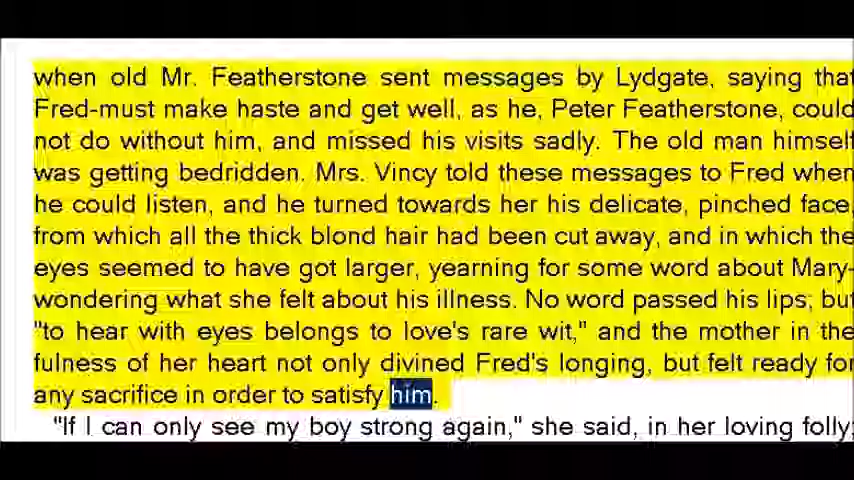 when old Mr. Featherstone sent messages by Lydgate, saying that
Fred-must make haste and get well, as he, Peter Featherstone, could
not do without him, and missed his visits sadly. The old man himself
was getting bedridden. Mrs. Vincy told these messages to Fred when
he could listen, and he turned towards her his delicate, pinched face,
from which all the thick blond hair had been cut away, and in which the
eyes seemed to have got larger, yearning for some word about Mary-
wondering what she felt about his illness. No word passed his lips; but
"to hear with eyes belongs to love's rare wit," and the mother in the
fulness of her heart not only divined Fred's longing, but felt ready for
any sacrifice in order to satisfy him.
"If I can only see my boy strong again," she said, in her loving folly;